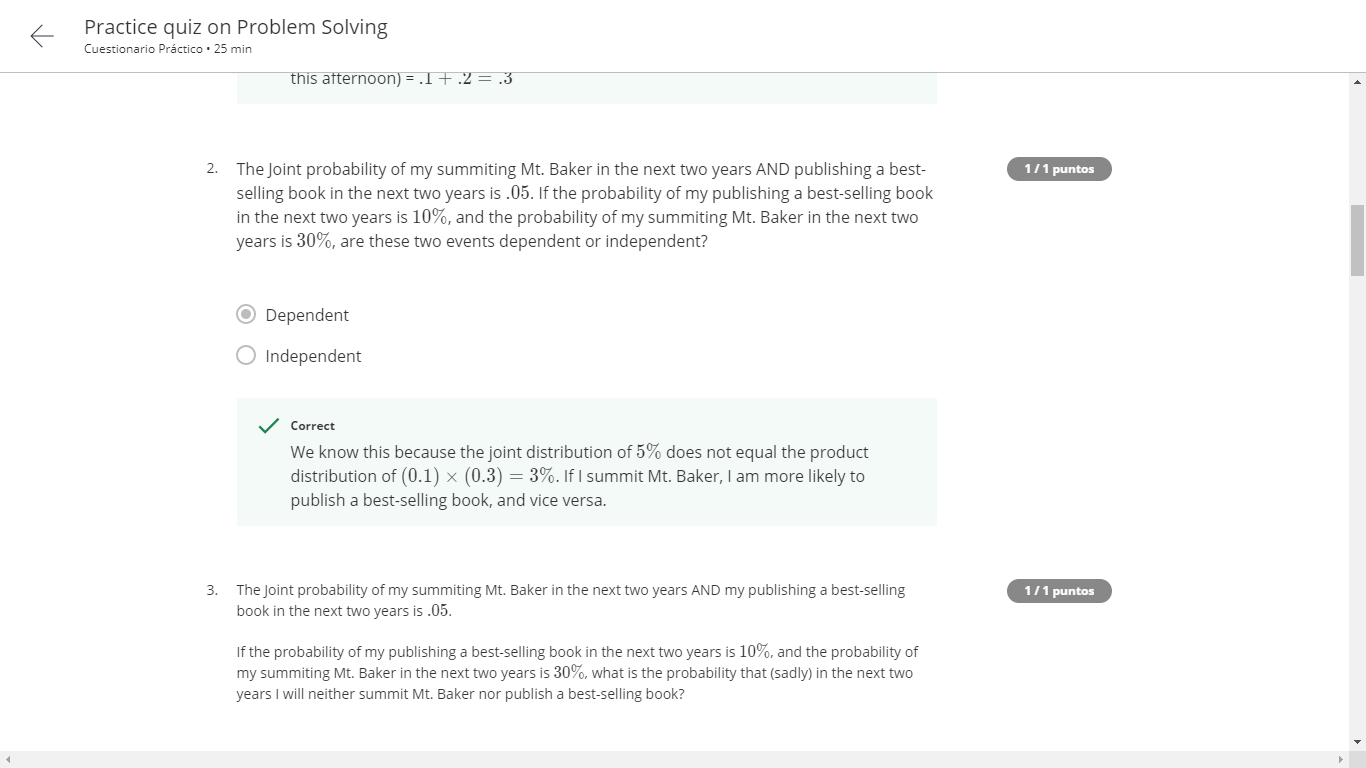 Practice quiz on Problem Solving
Cuestionario Práctico • 25 min
this afternoon) = .1 + .2 = .3
2. The Joint probability of my summiting Mt. Baker in the next two years AND publishing a best-
selling book in the next two years is .05. If the probability of my publishing a best-selling book
in the next two years is 10%, and the probability of my summiting Mt. Baker in the next two
years is 30%, are these two events dependent or independent?
1 / 1 puntos
Dependent
Independent
Correct
We know this because the joint distribution of 5% does not equal the product
distribution of (0.1) × (0.3) = 3%. If I summit Mt. Baker, I am more likely to
publish a best-selling book, and vice versa.
3. The Joint probability of my summiting Mt. Baker in the next two years AND my publishing a best-selling
book in the next two years is .05.
1 / 1 puntos
If the probability of my publishing a best-selling book in the next two years is 10%, and the probability of
my summiting Mt. Baker in the next two years is 30%, what is the probability that (sadly) in the next two
years I will neither summit Mt. Baker nor publish a best-selling book?